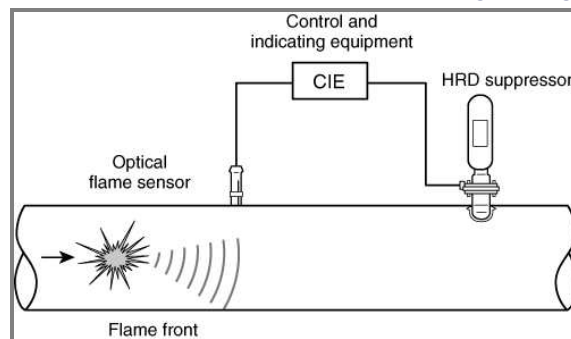 Control and
indicating equipment
CIE
HRD suppressor
Optical
flame sensor
Flame front